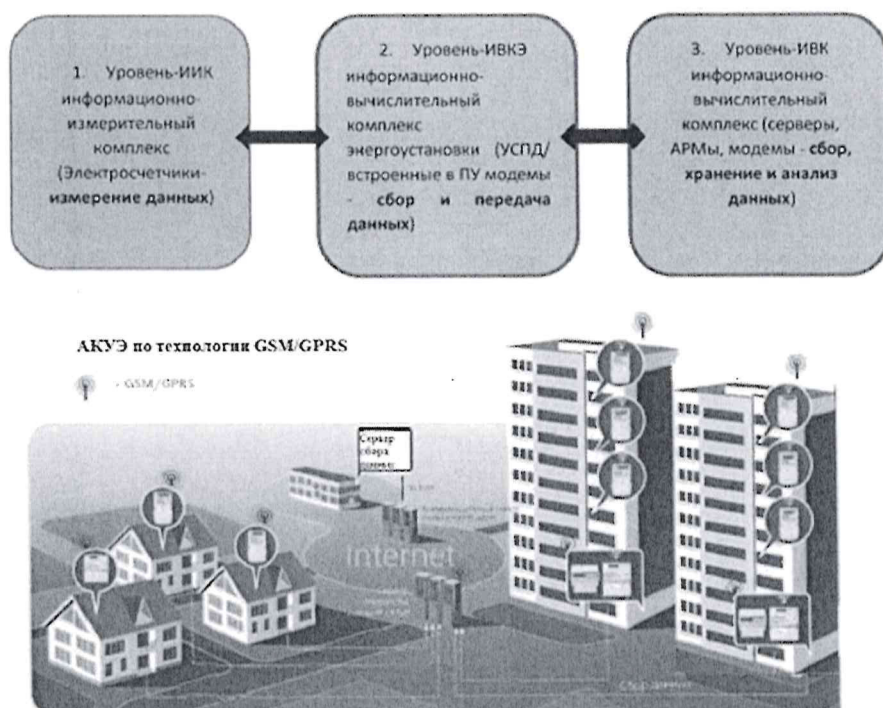 1. Уровень-ИИК
информационно-
измерительный
комплекс
(Электросчетчики-
измерение данных)
2. Уровень-ИВКЭ
информационно-
вычислительный
комплекс
энергоустановки (УСПД/
встроенные в ПУ модемы
- сбор и передача
данных)
3. Уровень-ИВК
информационно-
вычислительный
комплекс (серверы,
АРМы, модемы - сбор,
хранение и анализ
данных)
АКУЭ по технологии GSM/GPRS
- GSM/GPRS
Сервер
сбора
данных
Internet
Сбор данных